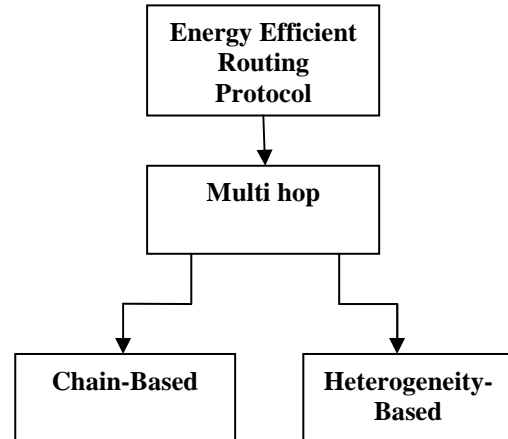 Energy Efficient
Routing
Protocol
Multi hop
Chain-Based
Heterogeneity-
Based